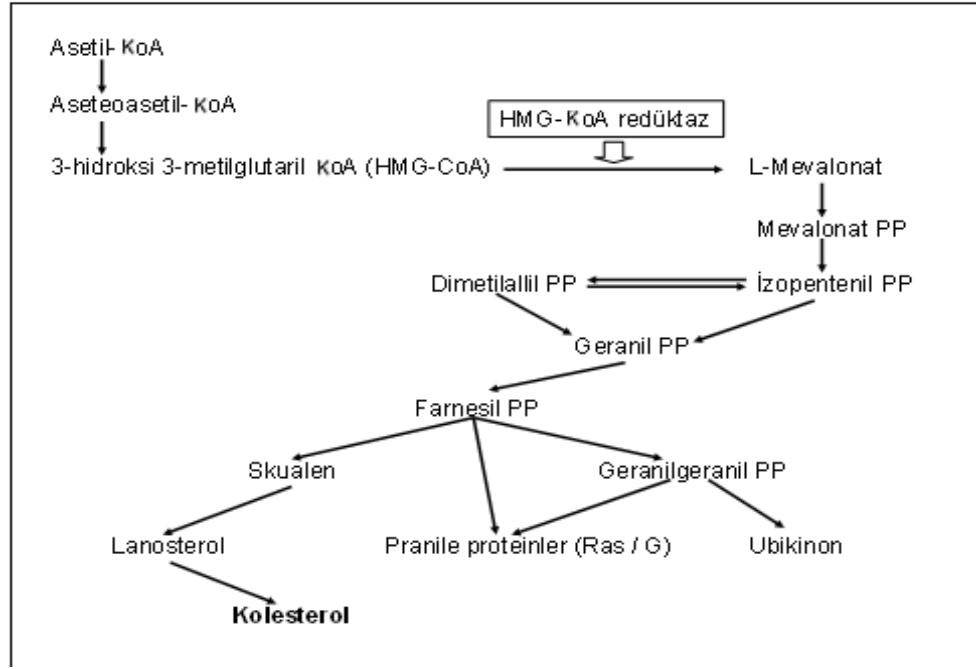 Asetil-KoA
Aseteoasetil-KoA
HMG-KoA redüktaz
3-hidroksi 3-metilglutaril KoA (HMG-CoA)
L-Mevalonat
Mevalonat PP
Dimetilallil PP
İzopentenil PP
Geranil PP
Farnesil PP
Skualen
Geranilgeranil PP
Lanosterol
Pranile proteinler (Ras / G)
Ubikinon
Kolesterol